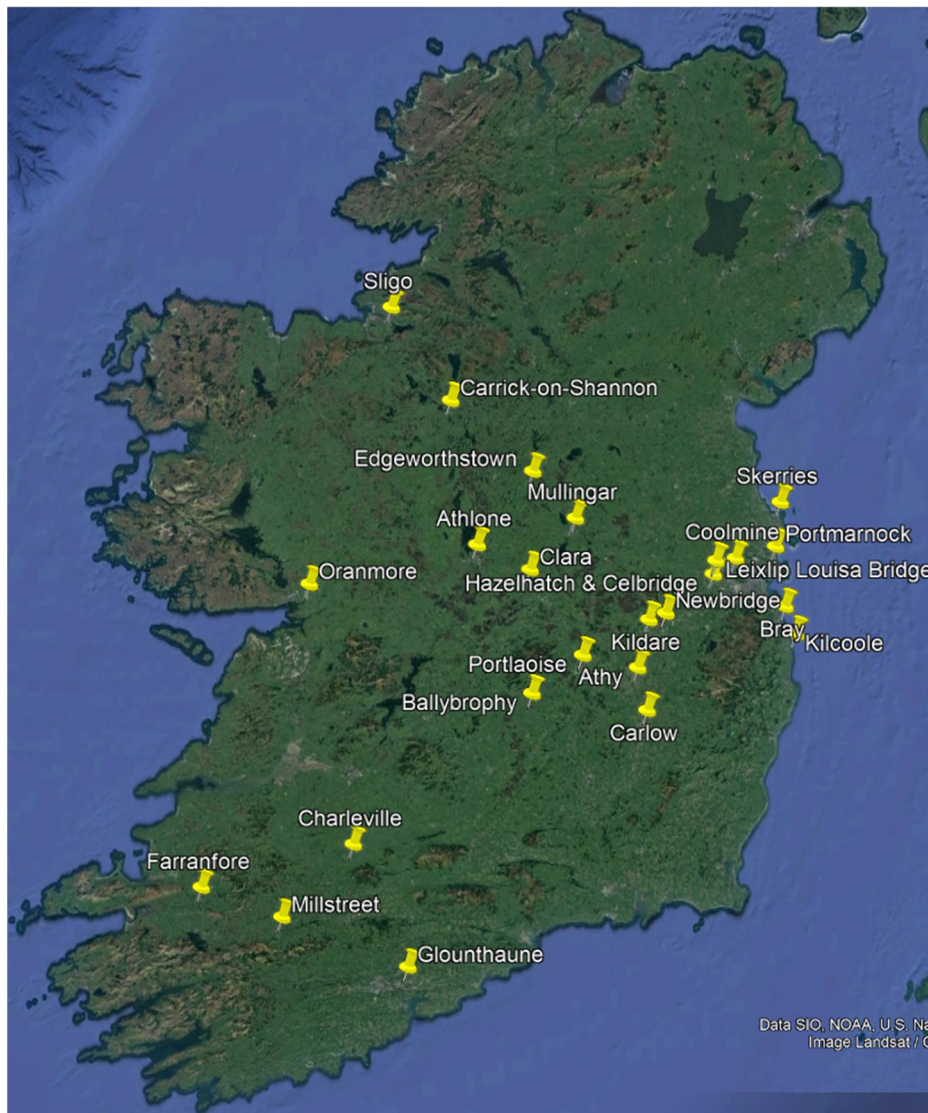 Sligo
Carrick-on-Shannon
Edgeworthstown
Mullingar
Skerries
Athlone
Coolmine
Portmarnock
Clara
Oranmore
Leixlip Louisa Bridge
Hazelhatch & Celbridge
Newbridge
Bray
Kildare
Kilcoole
Portlaoise
Athy
Ballybrophy
Carlow
Charleville
Farranfore
Millstreet
Glounthaune
Data SIO, NOAA, U.S. Na
Image Landsat / C